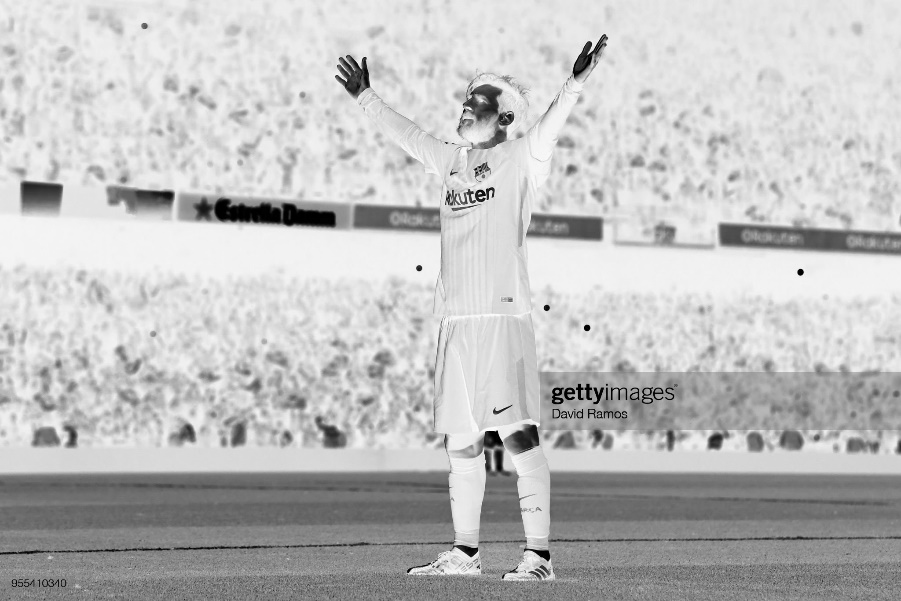 Estrella Damm
Rakuten
Rakuten
Rakuten
Rakuten
Rakuten
gettyimages
David Ramos
955410340